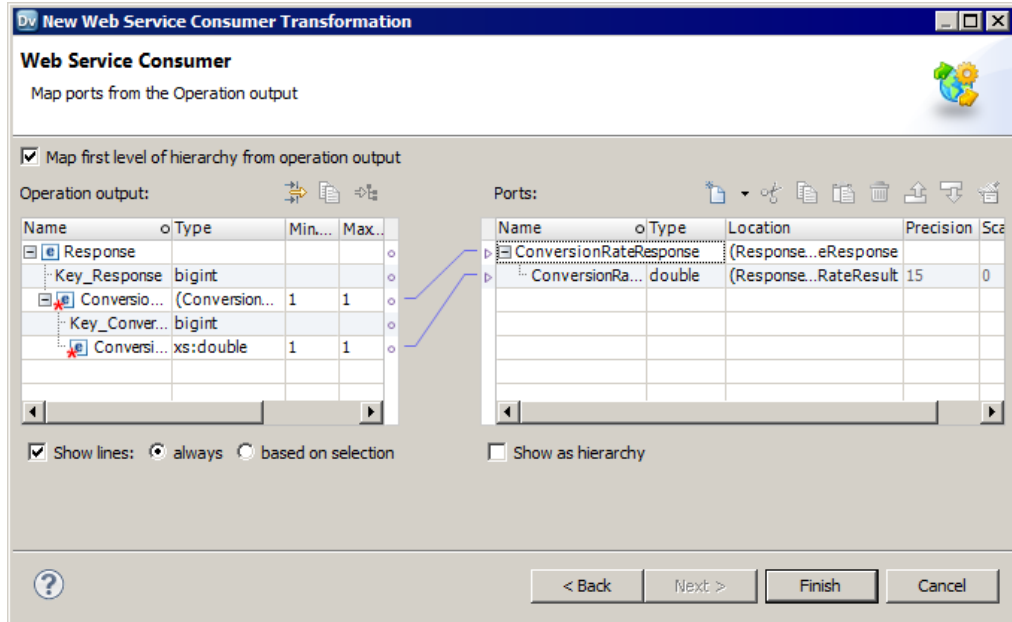 Dv New Web Service Consumer Transformation
Web Service Consumer
Map ports from the Operation output
Map first level of hierarchy from operation output
Operation output:
Name Type Min.... Max...
Response
Key_Response bigint
Conversio... (Conversion... 1 1
Key_Conver... bigint
Conversi... xs:double 1 1
Show lines: always based on selection
Ports:
Name Type Location Precision Sca
ConversionRateResponse (Response...eResponse
ConversionRa... double (Response...RateResult 15 0
Show as hierarchy
? < Back Next > Finish Cancel